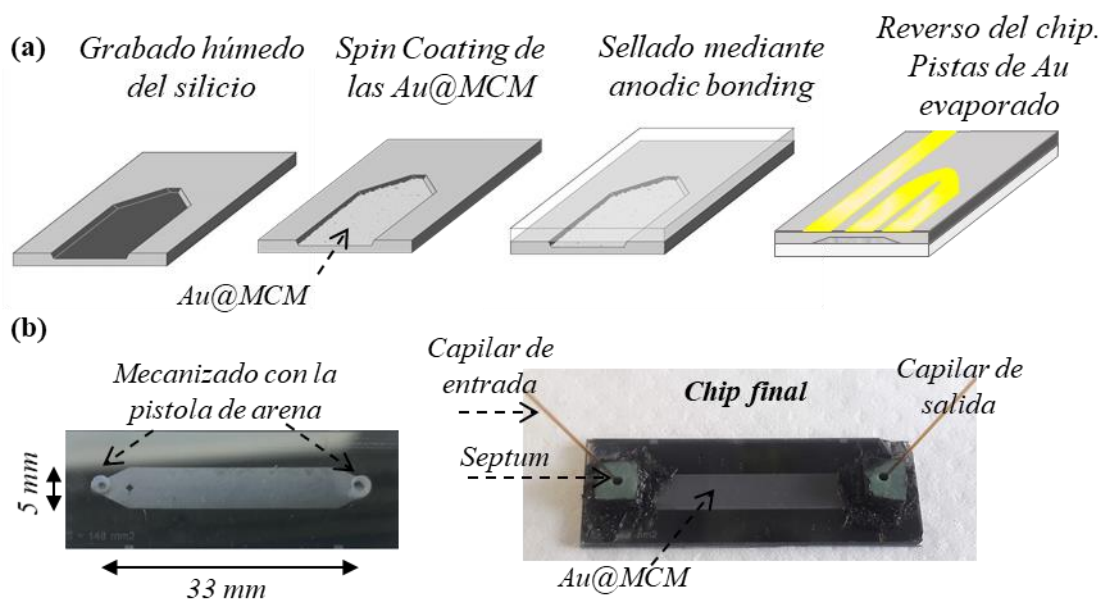 (a)
Grabado húmedo
del silicio
Spin Coating de
las Au@MCM
Sellado mediante
anodic bonding
Reverso del chip.
Pistas de Au
evaporado
Au@MCM
(b)
Mecanizado con la
pistola de arena
5 mm
33 mm
Capilar de
entrada
Chip final
Capilar de
salida
Septum
Au@MCM